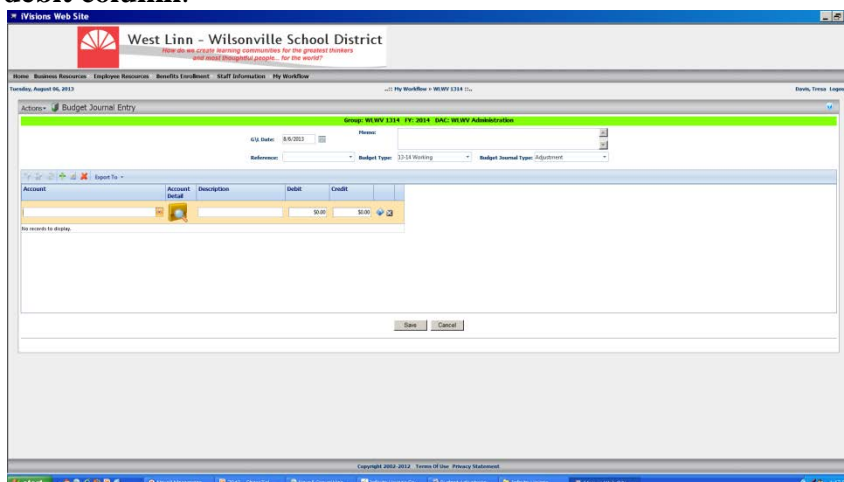 debit column.
iVisions Web Site
West Linn - Wilsonville School District
How do we create learning communities for the greatest thinkers
and most thoughtful people... for the world?
Home Business Resources Employee Resources Benefits Enrollment Staff Information My Workflow
Tuesday, August 06, 2013 ..:: My Workflow » WLWV 1314 ::.. Davis, Tresa Logout
Actions Budget Journal Entry
Group: WLWV 1314 FY: 2014 DAC: WLWV Administration
G\L Date: 8/6/2013 Memo:
Reference: Budget Type: 13-14 Working Budget Journal Type: Adjustment
Export To
Account Account Detail Description Debit Credit
$0.00 $0.00
No records to display.
Save Cancel
Copyright 2002-2012 Terms Of Use Privacy Statement